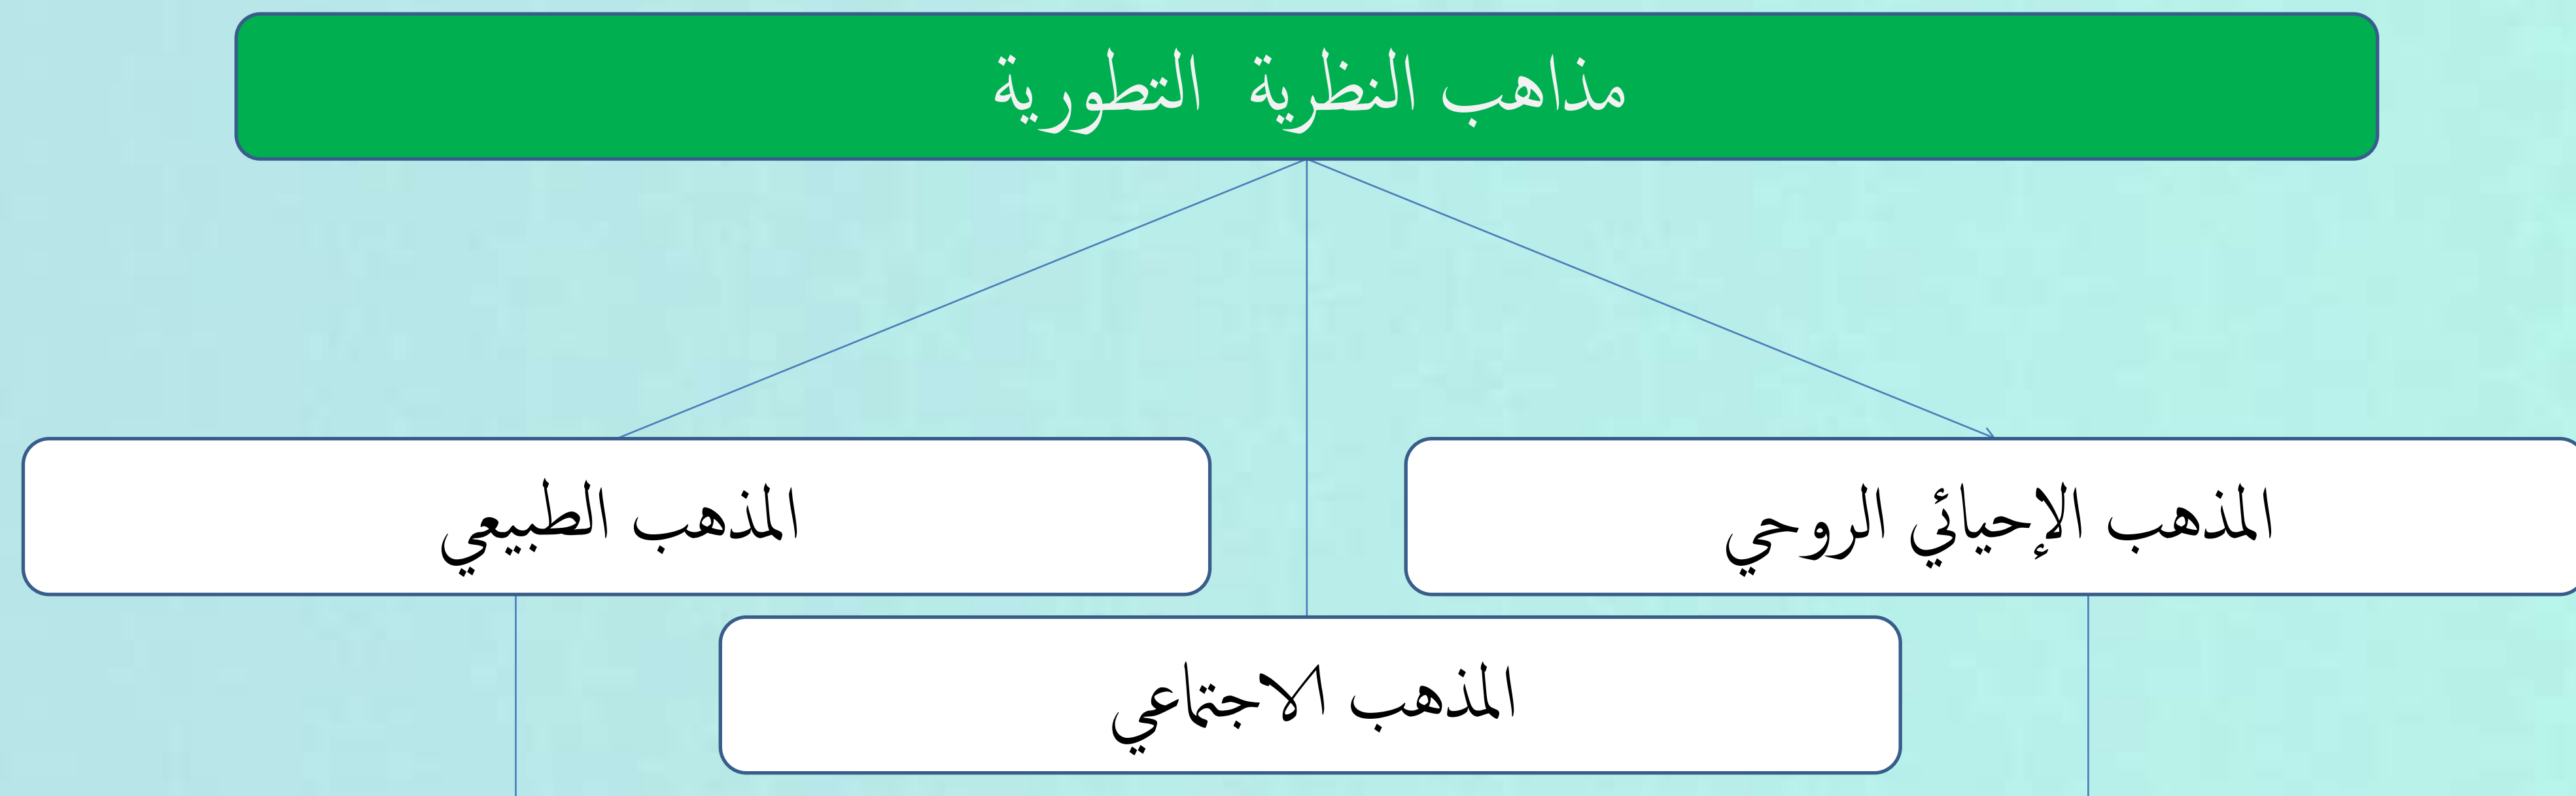 مذاهب النظرية التطورية
المذهب الإحيائي الروحي
المذهب الطبيعي
المذهب الاجتماعي